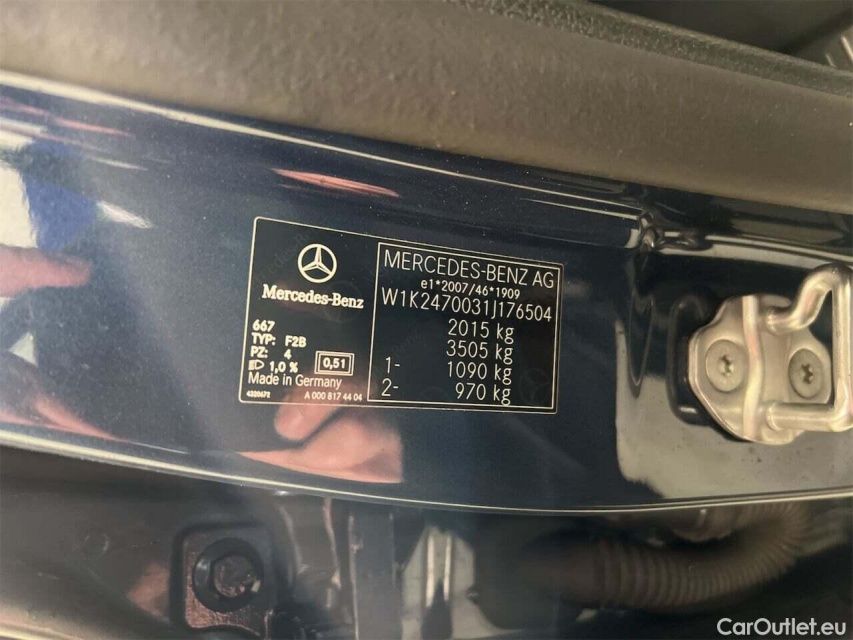 Mercedes-Benz
667
TYP: F2B
PZ: 4
1,0 %
0,51
Made in Germany
4320672
A 000 817 44 04
MERCEDES-BENZ AG
e1*2007/46*1909
W1K2470031J176504
2015 kg
3505 kg
1- 1090 kg
2- 970 kg
CarOutlet.eu